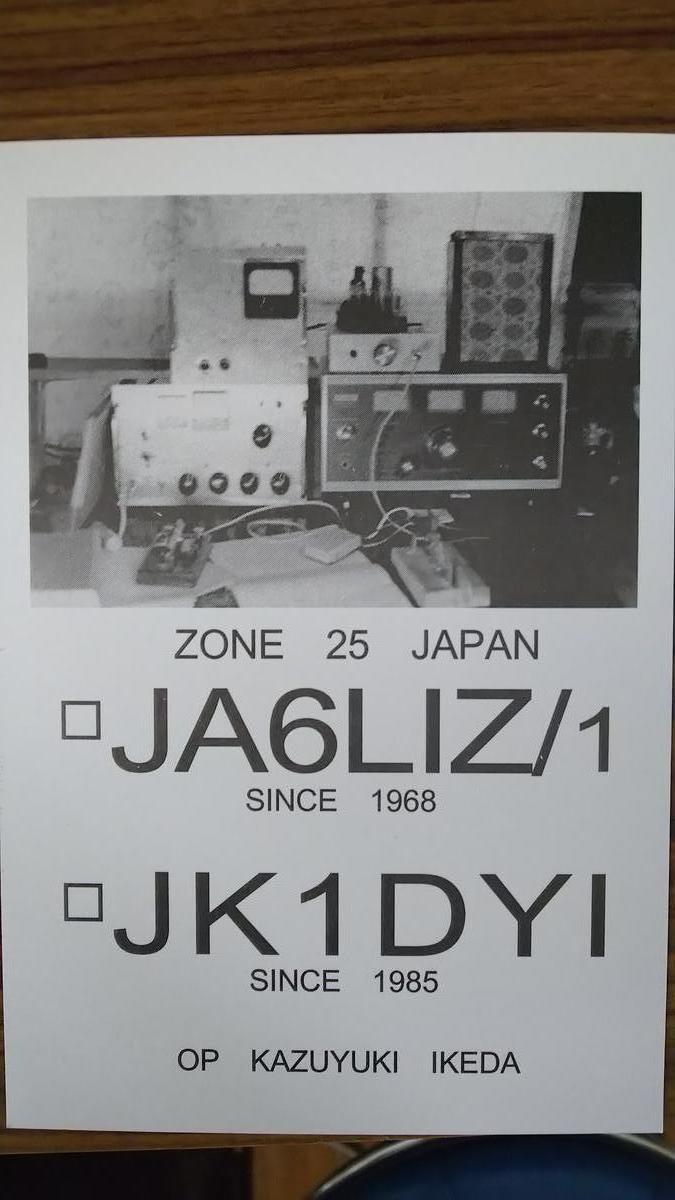 ZONE 25 JAPAN
□JA6LIZ/1
SINCE 1968
□JK1DYI
SINCE 1985
OP KAZUYUKI IKEDA